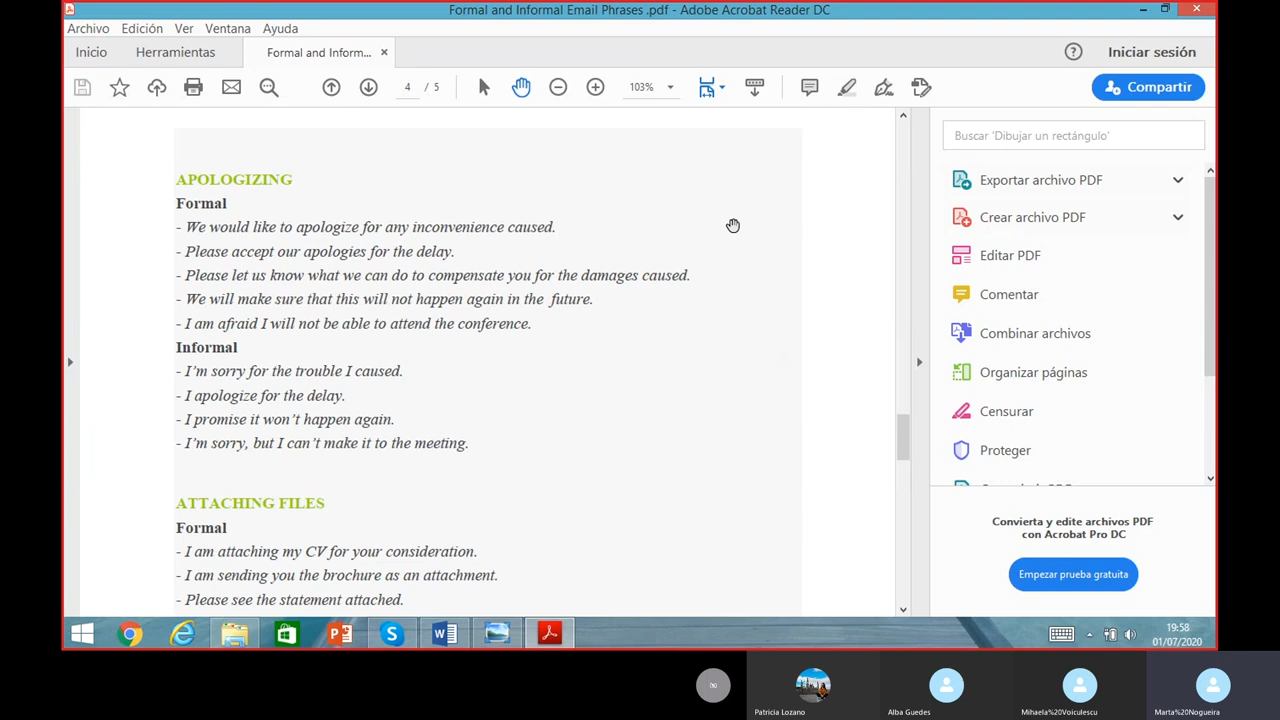 Formal and Informal Email Phrases .pdf - Adobe Acrobat Reader DC
Archivo Edición Ver Ventana Ayuda
Inicio Herramientas Formal and Inform... × ? Iniciar sesión
4 / 5 103% Compartir
Buscar 'Dibujar un rectángulo'
APOLOGIZING
Formal
- We would like to apologize for any inconvenience caused.
- Please accept our apologies for the delay.
- Please let us know what we can do to compensate you for the damages caused.
- We will make sure that this will not happen again in the future.
- I am afraid I will not be able to attend the conference.
Informal
- I'm sorry for the trouble I caused.
- I apologize for the delay.
- I promise it won't happen again.
- I'm sorry, but I can't make it to the meeting.
ATTACHING FILES
Formal
- I am attaching my CV for your consideration.
- I am sending you the brochure as an attachment.
- Please see the statement attached.
Exportar archivo PDF
Crear archivo PDF
Editar PDF
Comentar
Combinar archivos
Organizar páginas
Censurar
Proteger
Convierta y edite archivos PDF
con Acrobat Pro DC
Empezar prueba gratuita
19:58
01/07/2020
Patricia Lozano
Alba Guedes
Mihaela%20Voiculescu
Marta%20Nogueira